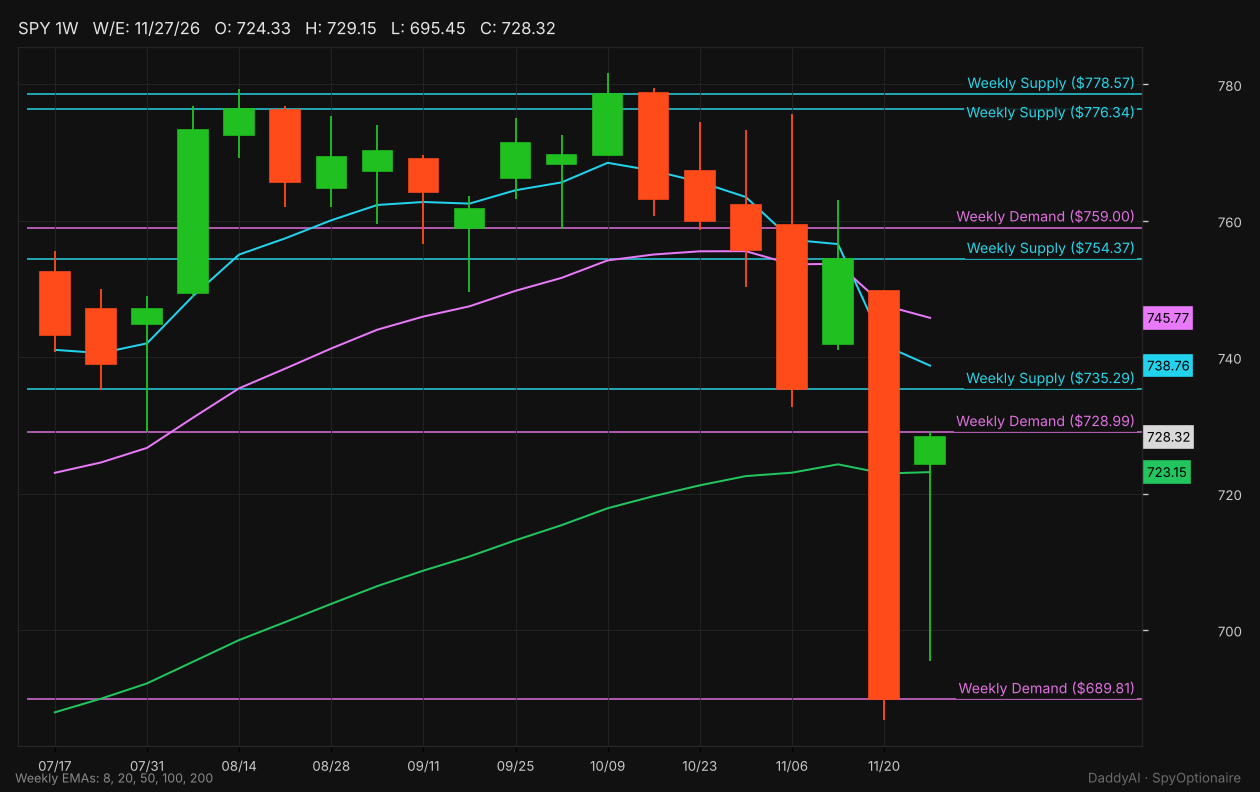 SPY 1W W/E: 11/27/26 O: 724.33 H: 729.15 L: 695.45 C: 728.32
Weekly Supply ($778.57)
780
Weekly Supply ($776.34)
Weekly Demand ($759.00)
760
Weekly Supply ($754.37)
745.77
740
738.76
Weekly Supply ($735.29)
Weekly Demand ($728.99)
728.32
723.15
720
700
Weekly Demand ($689.81)
07/17 07/31 08/14 08/28 09/11 09/25 10/09 10/23 11/06 11/20
Weekly EMAs: 8, 20, 50, 100, 200
DaddyAI · SpyOptionaire